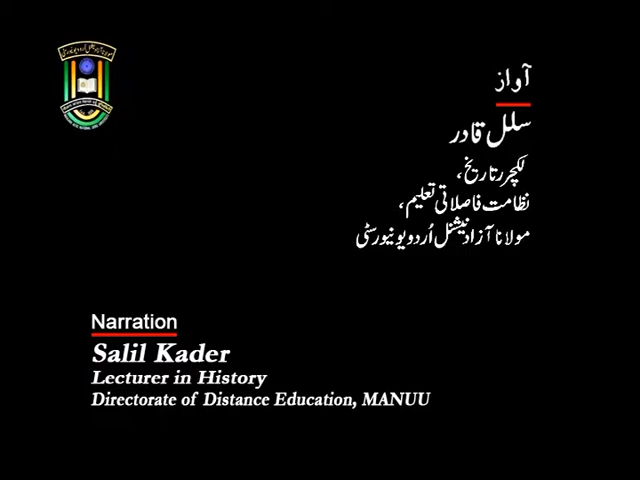 آواز
سلل قادر
لکچرر تاریخ،
نظامت فاصلاتی تعلیم،
مولانا آزاد نیشنل اُردو یونیورسٹی
Narration
Salil Kader
Lecturer in History
Directorate of Distance Education, MANUU